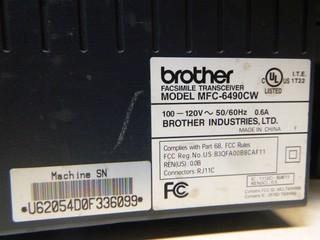 brother
FACSIMILE TRANSCEIVER
MODEL MFC-6490CW
UL
LISTED
I.T.E.
1T22
100-120V~ 50/60Hz 0.6A
BROTHER INDUSTRIES, LTD.
MADE IN CHINA
F
Complies with Part 68, FCC Rules
FCC Reg.No.US:B3QFA00B8CAF11
REN(US): 0.0B
Connectors: RJ11C
FC
Machine SN
*U62054D0F336099*